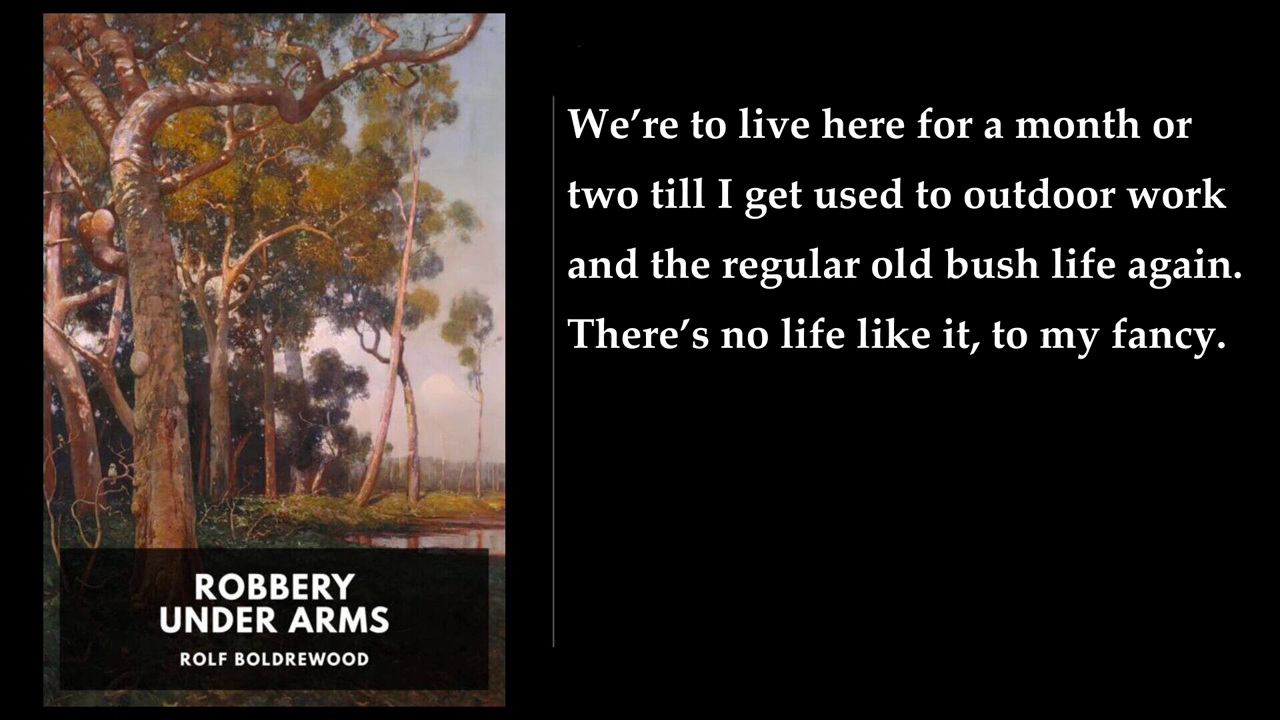 We’re to live here for a month or
two till I get used to outdoor work
and the regular old bush life again.
There’s no life like it, to my fancy.
ROBBERY
UNDER ARMS
ROLF BOLDREWOOD